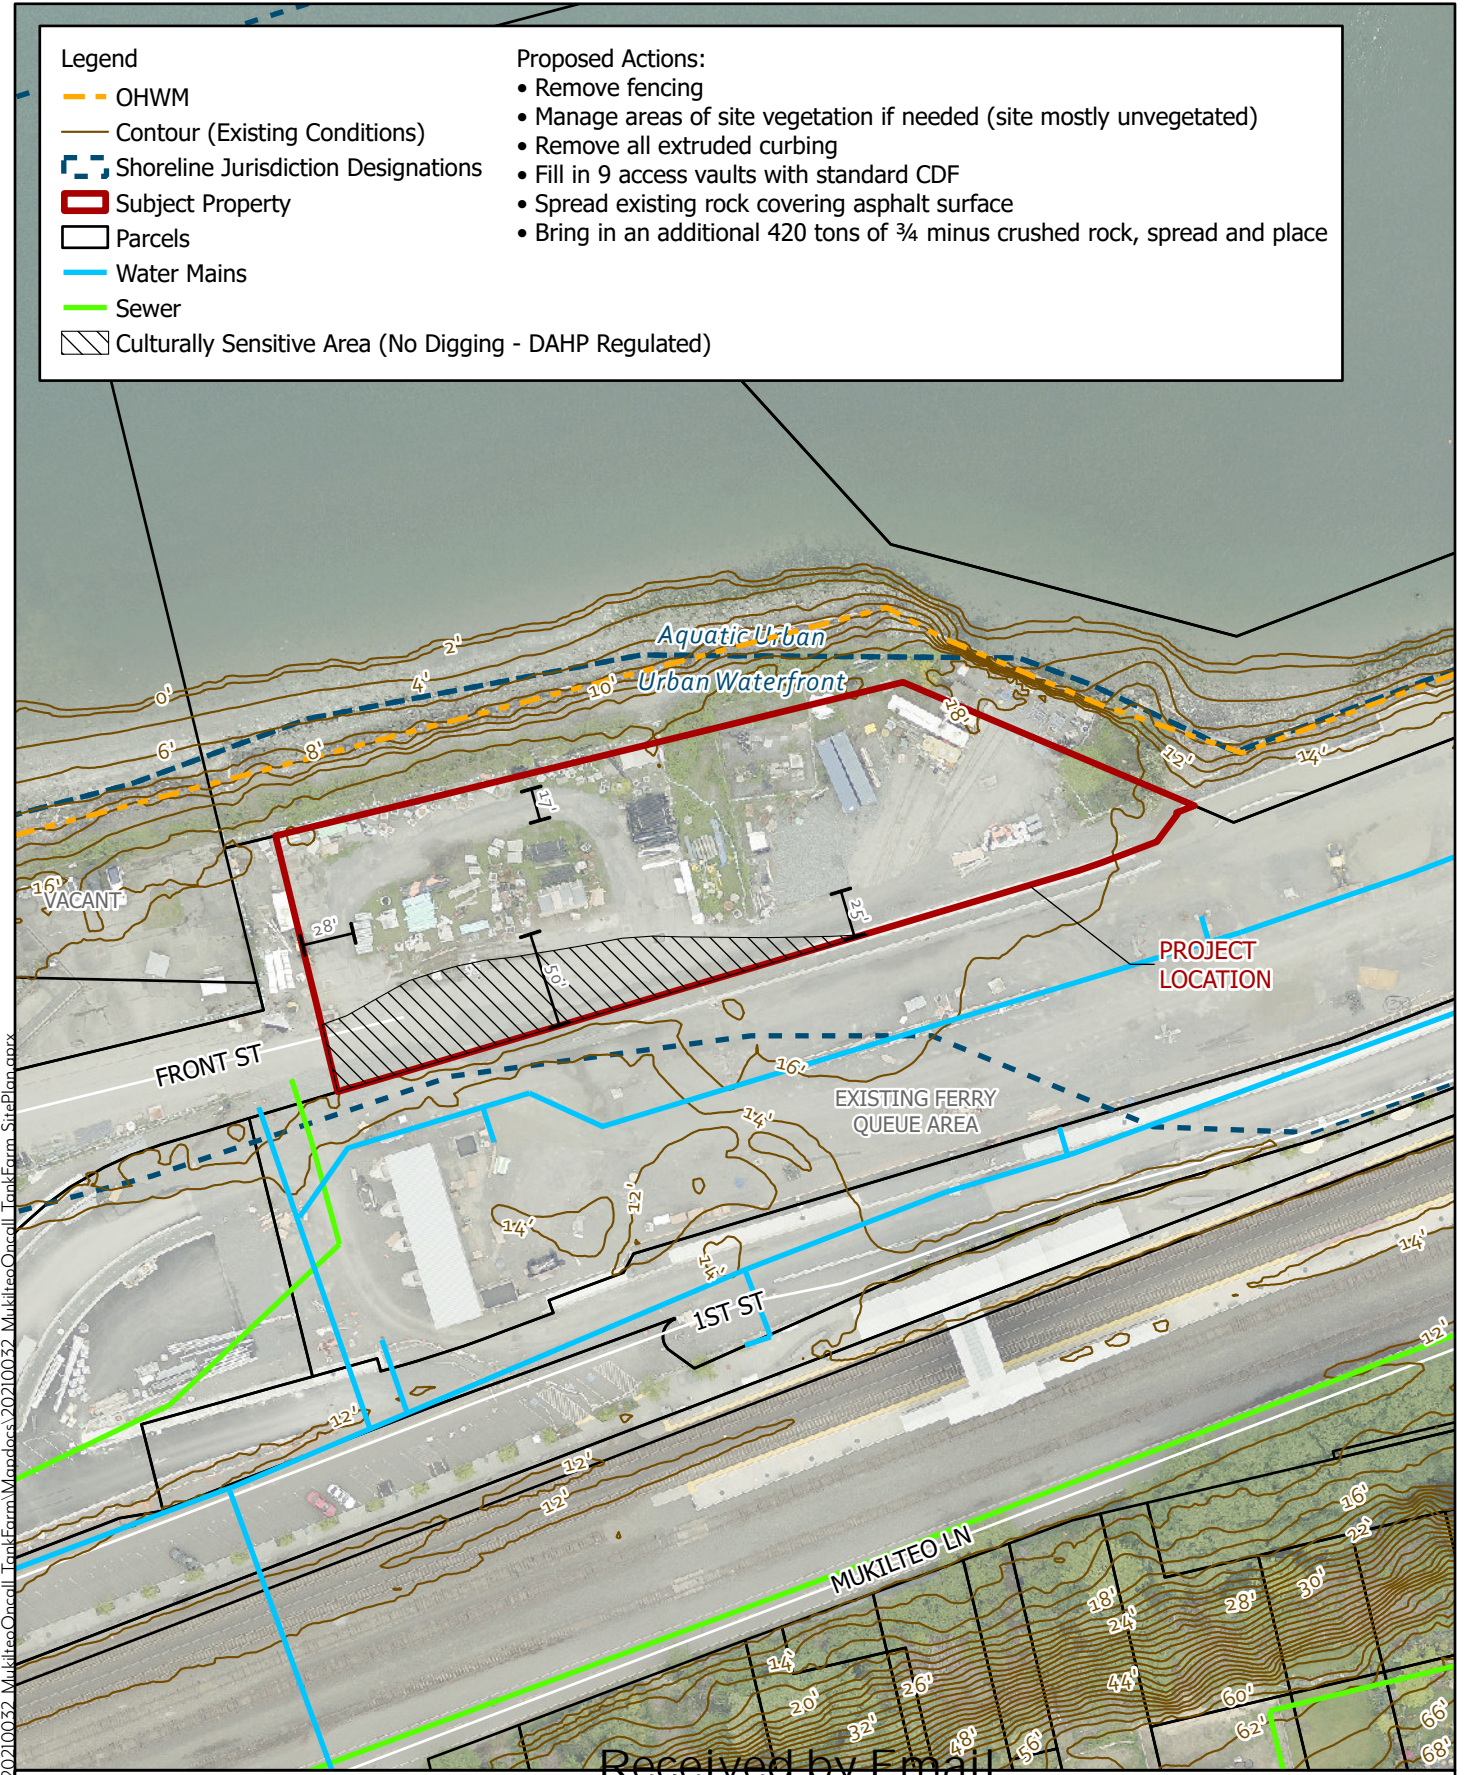 Legend
OHWM
Contour (Existing Conditions)
Shoreline Jurisdiction Designations
Subject Property
Parcels
Water Mains
Sewer
Culturally Sensitive Area (No Digging - DAHP Regulated)
Proposed Actions:
• Remove fencing
• Manage areas of site vegetation if needed (site mostly unvegetated)
• Remove all extruded curbing
• Fill in 9 access vaults with standard CDF
• Spread existing rock covering asphalt surface
• Bring in an additional 420 tons of ¾ minus crushed rock, spread and place
Aquatic Urban
Urban Waterfront
2'
4'
0'
10'
6'
8'
18'
12'
14'
17'
16'
VACANT
28'
25'
50'
PROJECT
LOCATION
FRONT ST
16'
EXISTING FERRY
QUEUE AREA
14'
12'
14'
14'
14'
1ST ST
12'
12'
12'
12'
MUKILTEO LN
16'
22'
30'
18'
28'
24'
14'
26'
44'
20'
60'
32'
62'
66'
48'
56'
68'
Received by Email
20210032_MukilteoOncall_TankFarm\Mapdocs\20210032_MukilteoOncall_TankFarm_SitePlan.aprx